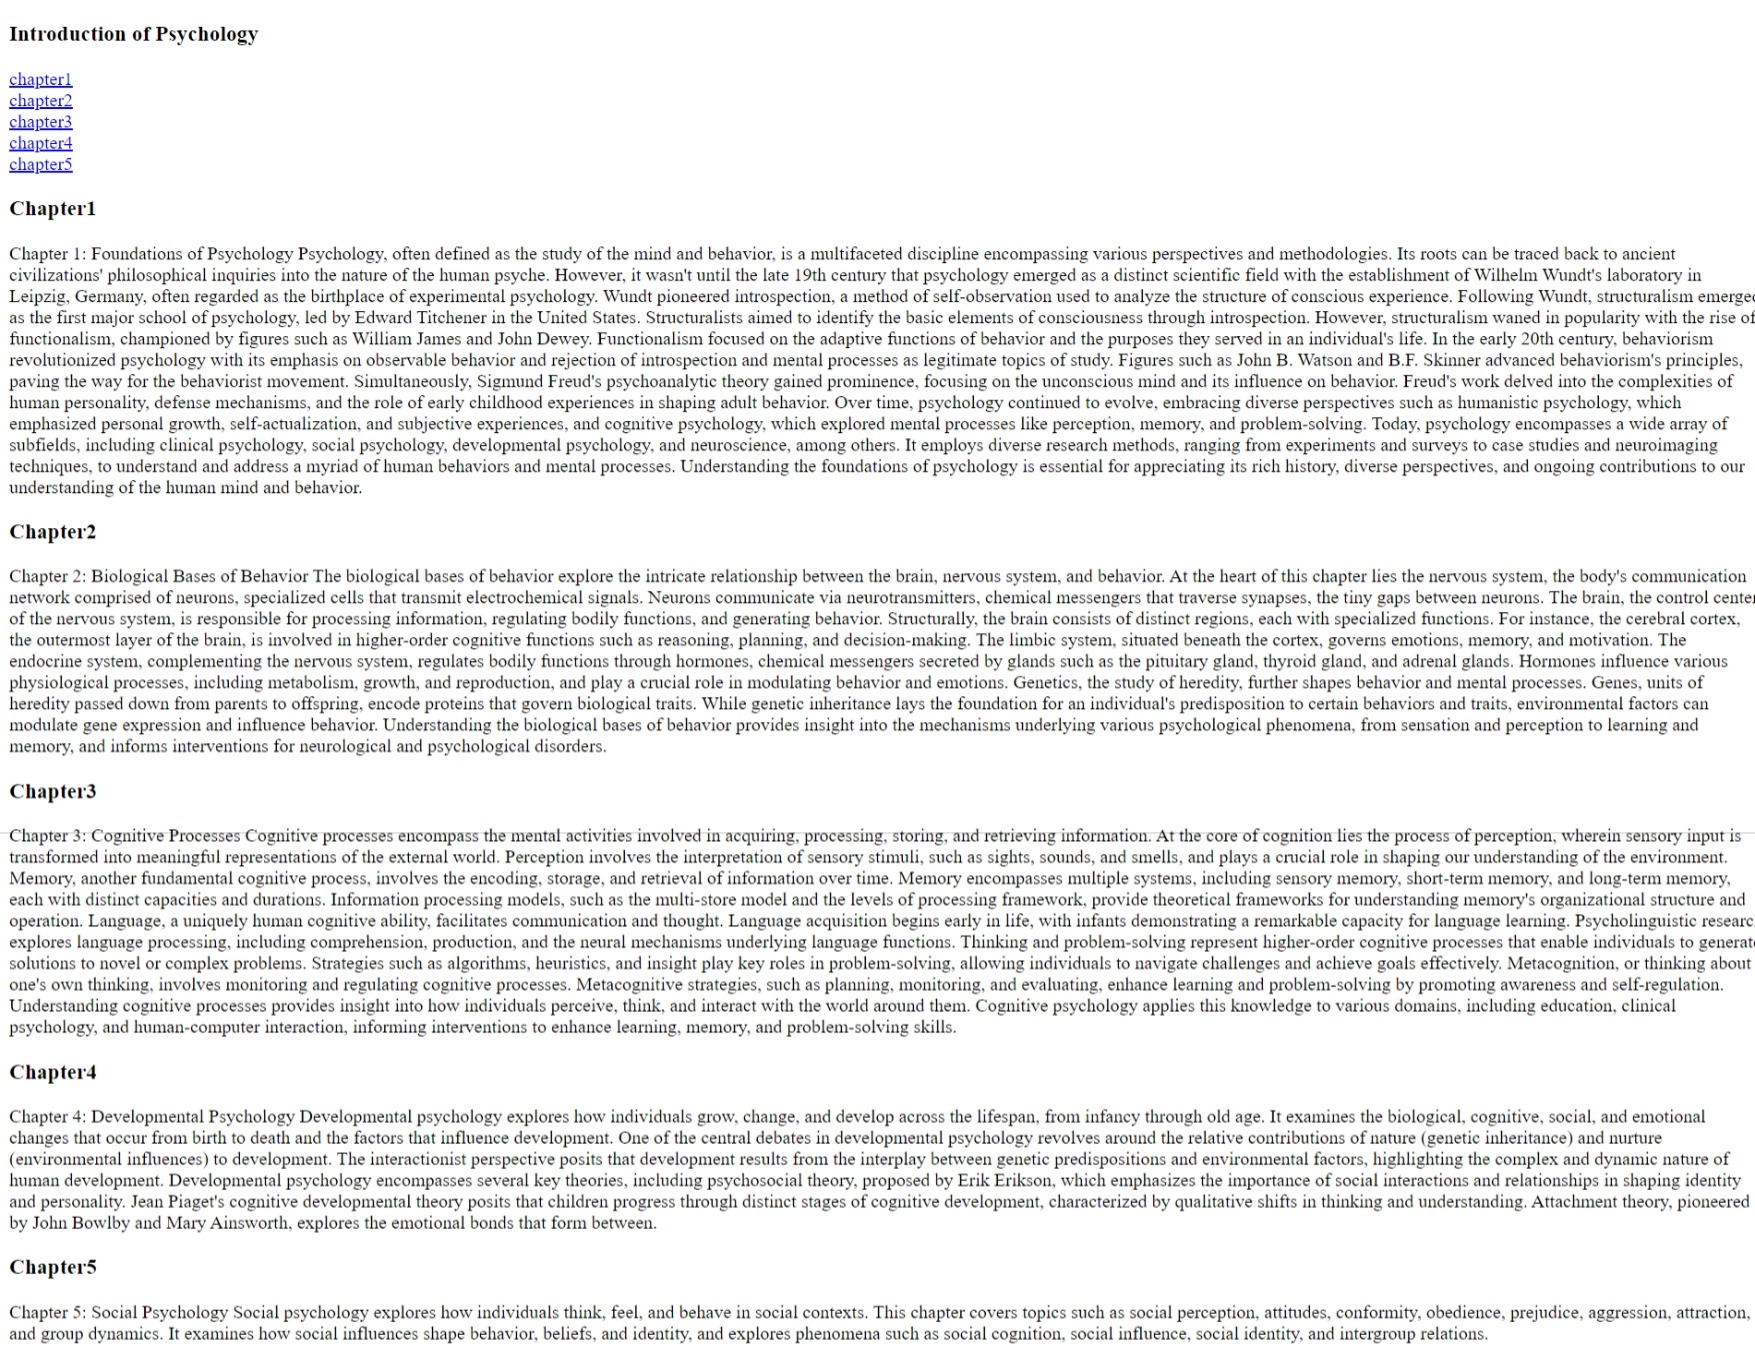 Introduction of Psychology
chapter1
chapter2
chapter3
chapter4
chapter5
Chapter1
Chapter 1: Foundations of Psychology Psychology, often defined as the study of the mind and behavior, is a multifaceted discipline encompassing various perspectives and methodologies. Its roots can be traced back to ancient
civilizations' philosophical inquiries into the nature of the human psyche. However, it wasn't until the late 19th century that psychology emerged as a distinct scientific field with the establishment of Wilhelm Wundt's laboratory in
Leipzig, Germany, often regarded as the birthplace of experimental psychology. Wundt pioneered introspection, a method of self-observation used to analyze the structure of conscious experience. Following Wundt, structuralism emerged
as the first major school of psychology, led by Edward Titchener in the United States. Structuralists aimed to identify the basic elements of consciousness through introspection. However, structuralism waned in popularity with the rise of
functionalism, championed by figures such as William James and John Dewey. Functionalism focused on the adaptive functions of behavior and the purposes they served in an individual's life. In the early 20th century, behaviorism
revolutionized psychology with its emphasis on observable behavior and rejection of introspection and mental processes as legitimate topics of study. Figures such as John B. Watson and B.F. Skinner advanced behaviorism's principles,
paving the way for the behaviorist movement. Simultaneously, Sigmund Freud's psychoanalytic theory gained prominence, focusing on the unconscious mind and its influence on behavior. Freud's work delved into the complexities of
human personality, defense mechanisms, and the role of early childhood experiences in shaping adult behavior. Over time, psychology continued to evolve, embracing diverse perspectives such as humanistic psychology, which
emphasized personal growth, self-actualization, and subjective experiences, and cognitive psychology, which explored mental processes like perception, memory, and problem-solving. Today, psychology encompasses a wide array of
subfields, including clinical psychology, social psychology, developmental psychology, and neuroscience, among others. It employs diverse research methods, ranging from experiments and surveys to case studies and neuroimaging
techniques, to understand and address a myriad of human behaviors and mental processes. Understanding the foundations of psychology is essential for appreciating its rich history, diverse perspectives, and ongoing contributions to our
understanding of the human mind and behavior.
Chapter2
Chapter 2: Biological Bases of Behavior The biological bases of behavior explore the intricate relationship between the brain, nervous system, and behavior. At the heart of this chapter lies the nervous system, the body's communication
network comprised of neurons, specialized cells that transmit electrochemical signals. Neurons communicate via neurotransmitters, chemical messengers that traverse synapses, the tiny gaps between neurons. The brain, the control center
of the nervous system, is responsible for processing information, regulating bodily functions, and generating behavior. Structurally, the brain consists of distinct regions, each with specialized functions. For instance, the cerebral cortex,
the outermost layer of the brain, is involved in higher-order cognitive functions such as reasoning, planning, and decision-making. The limbic system, situated beneath the cortex, governs emotions, memory, and motivation. The
endocrine system, complementing the nervous system, regulates bodily functions through hormones, chemical messengers secreted by glands such as the pituitary gland, thyroid gland, and adrenal glands. Hormones influence various
physiological processes, including metabolism, growth, and reproduction, and play a crucial role in modulating behavior and emotions. Genetics, the study of heredity, further shapes behavior and mental processes. Genes, units of
heredity passed down from parents to offspring, encode proteins that govern biological traits. While genetic inheritance lays the foundation for an individual's predisposition to certain behaviors and traits, environmental factors can
modulate gene expression and influence behavior. Understanding the biological bases of behavior provides insight into the mechanisms underlying various psychological phenomena, from sensation and perception to learning and
memory, and informs interventions for neurological and psychological disorders.
Chapter3
Chapter 3: Cognitive Processes Cognitive processes encompass the mental activities involved in acquiring, processing, storing, and retrieving information. At the core of cognition lies the process of perception, wherein sensory input is
transformed into meaningful representations of the external world. Perception involves the interpretation of sensory stimuli, such as sights, sounds, and smells, and plays a crucial role in shaping our understanding of the environment.
Memory, another fundamental cognitive process, involves the encoding, storage, and retrieval of information over time. Memory encompasses multiple systems, including sensory memory, short-term memory, and long-term memory,
each with distinct capacities and durations. Information processing models, such as the multi-store model and the levels of processing framework, provide theoretical frameworks for understanding memory's organizational structure and
operation. Language, a uniquely human cognitive ability, facilitates communication and thought. Language acquisition begins early in life, with infants demonstrating a remarkable capacity for language learning. Psycholinguistic researc
explores language processing, including comprehension, production, and the neural mechanisms underlying language functions. Thinking and problem-solving represent higher-order cognitive processes that enable individuals to generate
solutions to novel or complex problems. Strategies such as algorithms, heuristics, and insight play key roles in problem-solving, allowing individuals to navigate challenges and achieve goals effectively. Metacognition, or thinking about
one's own thinking, involves monitoring and regulating cognitive processes. Metacognitive strategies, such as planning, monitoring, and evaluating, enhance learning and problem-solving by promoting awareness and self-regulation.
Understanding cognitive processes provides insight into how individuals perceive, think, and interact with the world around them. Cognitive psychology applies this knowledge to various domains, including education, clinical
psychology, and human-computer interaction, informing interventions to enhance learning, memory, and problem-solving skills.
Chapter4
Chapter 4: Developmental Psychology Developmental psychology explores how individuals grow, change, and develop across the lifespan, from infancy through old age. It examines the biological, cognitive, social, and emotional
changes that occur from birth to death and the factors that influence development. One of the central debates in developmental psychology revolves around the relative contributions of nature (genetic inheritance) and nurture
(environmental influences) to development. The interactionist perspective posits that development results from the interplay between genetic predispositions and environmental factors, highlighting the complex and dynamic nature of
human development. Developmental psychology encompasses several key theories, including psychosocial theory, proposed by Erik Erikson, which emphasizes the importance of social interactions and relationships in shaping identity
and personality. Jean Piaget's cognitive developmental theory posits that children progress through distinct stages of cognitive development, characterized by qualitative shifts in thinking and understanding. Attachment theory, pioneered
by John Bowlby and Mary Ainsworth, explores the emotional bonds that form between.
Chapter5
Chapter 5: Social Psychology Social psychology explores how individuals think, feel, and behave in social contexts. This chapter covers topics such as social perception, attitudes, conformity, obedience, prejudice, aggression, attraction,
and group dynamics. It examines how social influences shape behavior, beliefs, and identity, and explores phenomena such as social cognition, social influence, social identity, and intergroup relations.